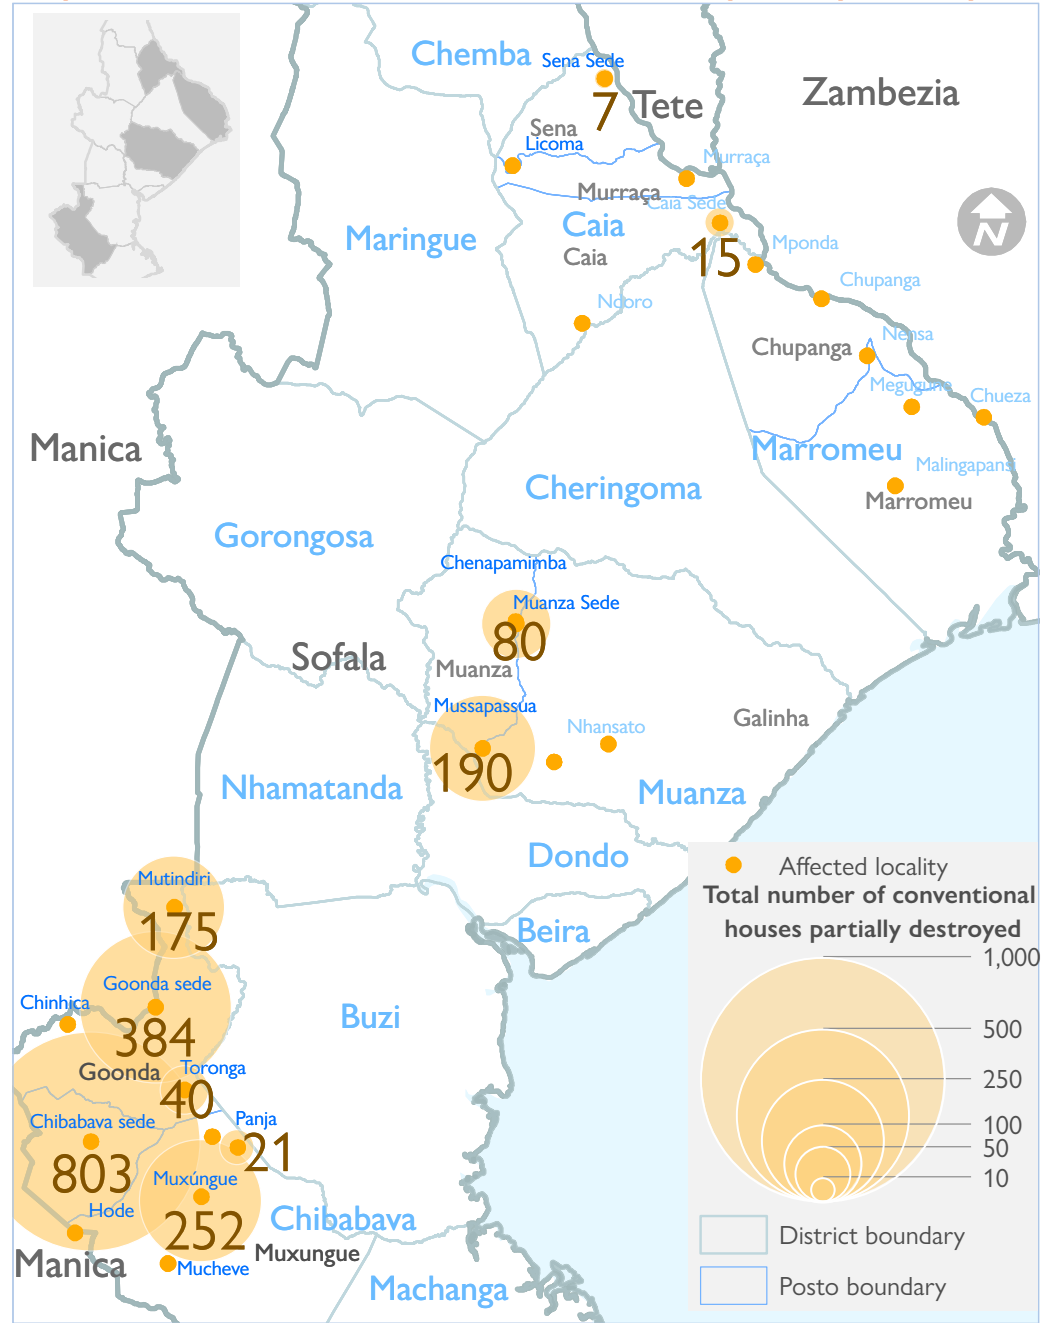 Chemba
Sena Sede
7
Tete
Zambezia
Sena
Licoma
Murraça
Murraça
Caia Sede
Maringue
Caia
15
Mponda
Caia
Chupanga
Ndoro
Nensa
Chupanga
Megugune
Chueza
Manica
Marromeu
Malingapansi
Cheringoma
Marromeu
Gorongosa
Chenapamimba
Muanza Sede
80
Sofala
Muanza
Mussapassua
Nhansato
Galinha
190
Nhamatanda
Muanza
Dondo
Mutindiri
175
Beira
Goonda sede
Chinhica
384
Buzi
Goonda
Toronga
40
Chibabava sede
Panja
803
21
Muxúngue
Hode
252
Chibabava
Manica
Muxungue
Mucheve
Machanga
N
Affected locality
Total number of conventional
houses partially destroyed
1,000
500
250
100
50
10
District boundary
Posto boundary